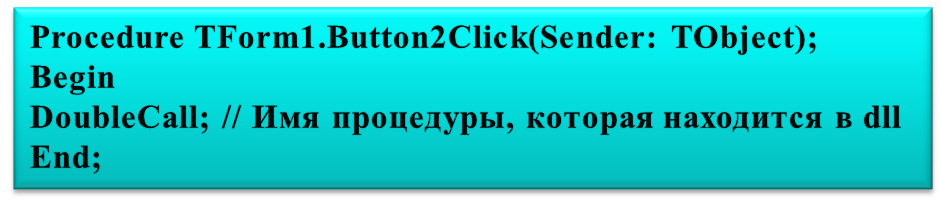 Procedure TForm1.Button2Click(Sender: TObject);
Begin
DoubleCall; // Имя процедуры, которая находится в dll
End;